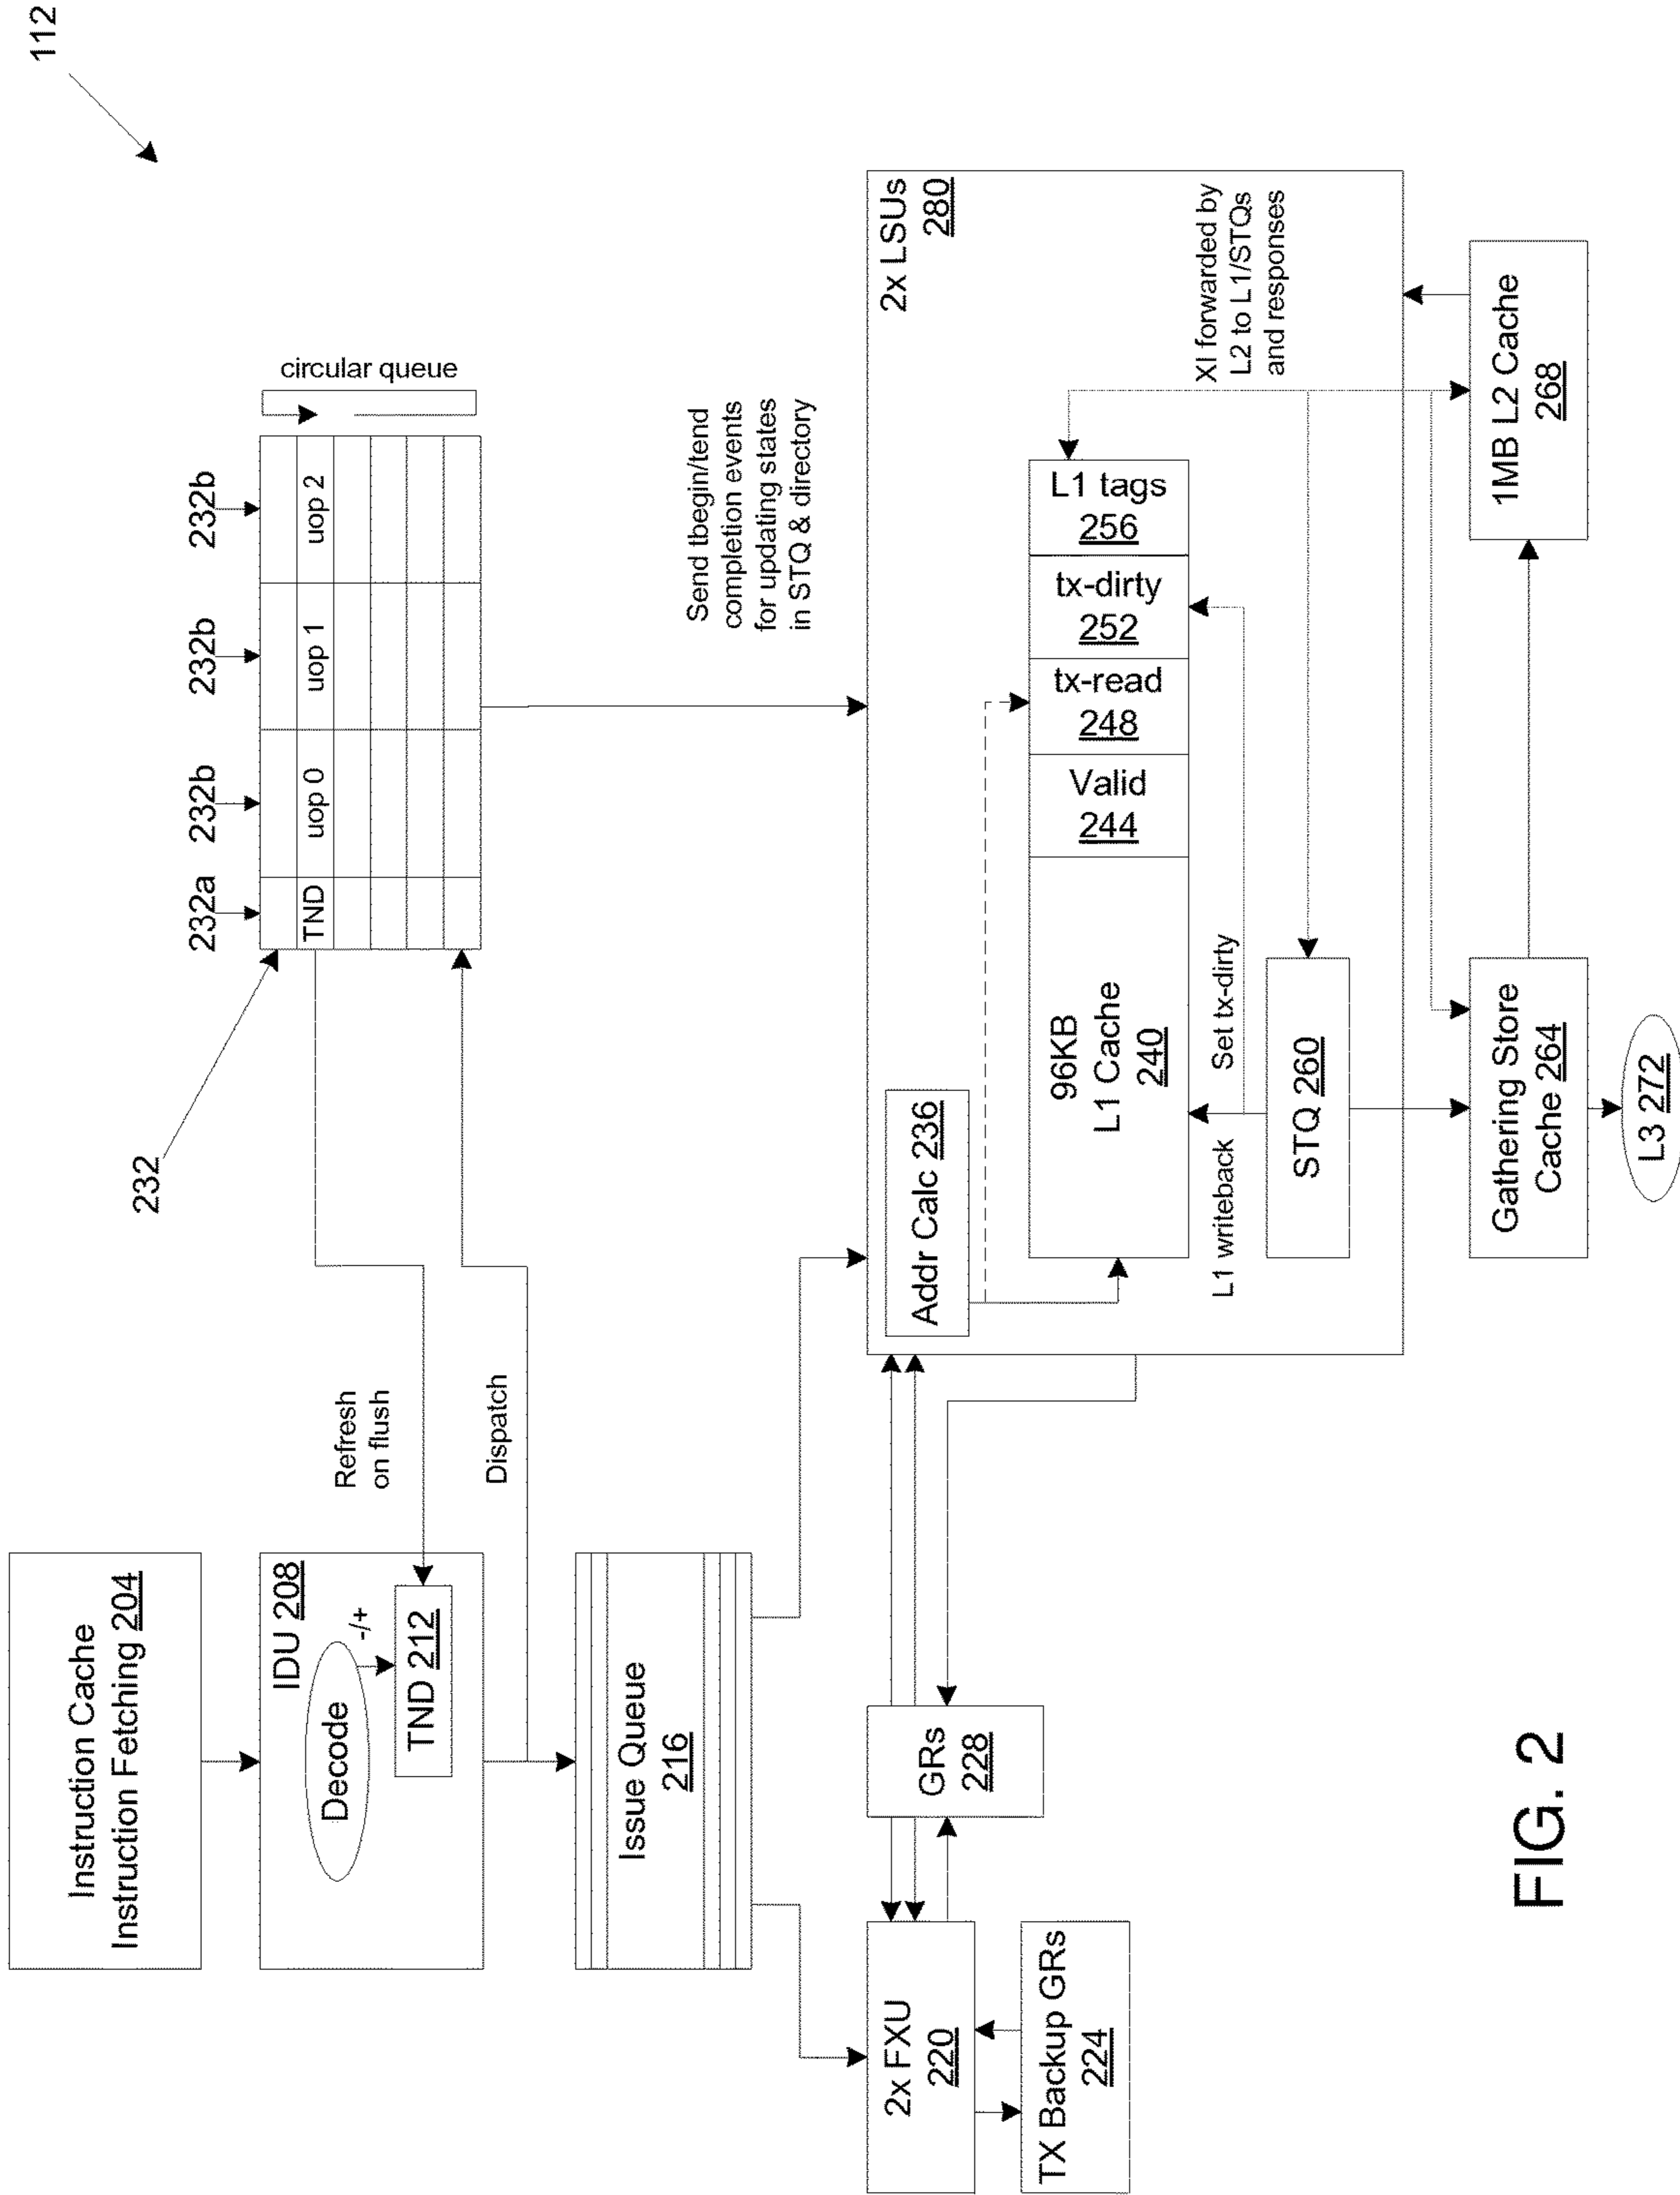 112
Instruction Cache
Instruction Fetching 204
IDU 208
Decode
-/+
TND 212
Refresh
on flush
Dispatch
232
232a
232b
232b
232b
TND
uop 0
uop 1
uop 2
circular queue
Issue Queue
216
Send tbegin/tend
completion events
for updating states
in STQ & directory
2x FXU
220
TX Backup GRs
224
GRs
228
2x LSUs
280
Addr Calc 236
96KB
L1 Cache
240
Valid
244
tx-read
248
tx-dirty
252
L1 tags
256
L1 writeback
Set tx-dirty
XI forwarded by
L2 to L1/STQs
and responses
STQ 260
Gathering Store
Cache 264
1MB L2 Cache
268
L3 272
FIG. 2